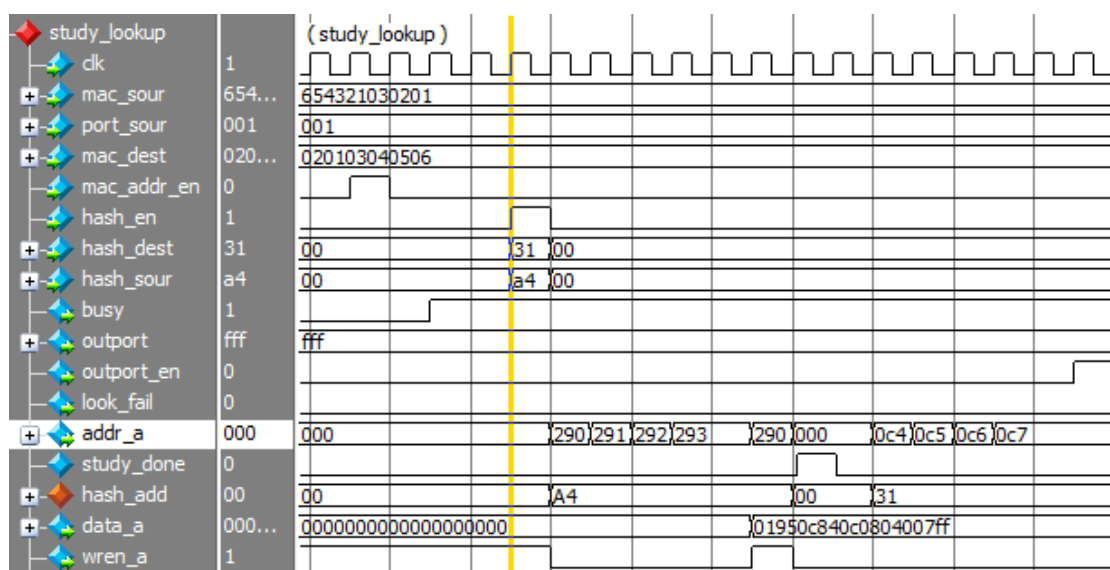 study_lookup ( study_lookup )
clk 1
mac_sour 654... 654321030201
port_sour 001 001
mac_dest 020... 020103040506
mac_addr_en 0
hash_en 1
hash_dest 31 00 31 00
hash_sour a4 00 a4 00
busy 1
outport fff fff
outport_en 0
look_fail 0
addr_a 000 000 290 291 292 293 290 000 0c4 0c5 0c6 0c7
study_done 0
hash_add 00 00 A4 00 31
data_a 000... 00000000000000000000 01950c840c0804007ff
wren_a 1